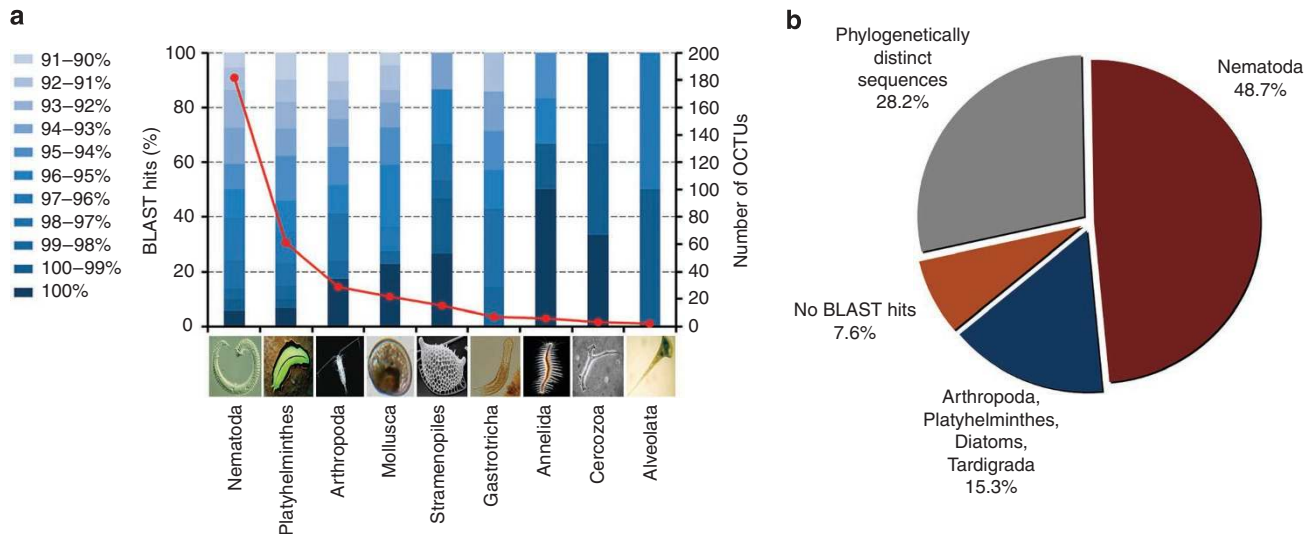 a
91–90%
92–91%
93–92%
94–93%
95–94%
96–95%
97–96%
98–97%
99–98%
100–99%
100%
BLAST hits (%)
100
80
60
40
20
0
200
180
160
140
120
100
80
60
40
20
0
Number of OCTUs
Nematoda
Platyhelminthes
Arthropoda
Mollusca
Stramenopiles
Gastrotricha
Annelida
Cercozoa
Alveolata
b
Phylogenetically
distinct
sequences
28.2%
Nematoda
48.7%
No BLAST hits
7.6%
Arthropoda,
Platyhelminthes,
Diatoms,
Tardigrada
15.3%